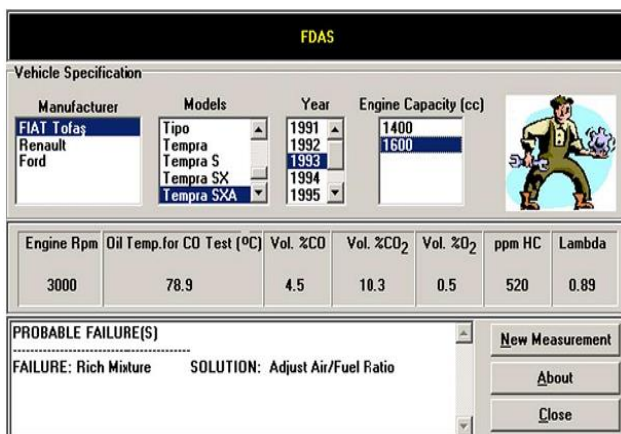 FDAS
Vehicle Specification
Manufacturer Models Year Engine Capacity (cc)
FIAT Tofaş Tipo 1991 1400
Renault Tempra 1992 1600
Ford Tempra S 1993
Tempra SX 1994
Tempra SXA 1995
Engine Rpm Oil Temp.for CO Test (ºC) Vol. %CO Vol. %CO₂ Vol. %O₂ ppm HC Lambda
3000 78.9 4.5 10.3 0.5 520 0.89
PROBABLE FAILURE(S)
-----------------------------------
FAILURE: Rich Mixture SOLUTION: Adjust Air/Fuel Ratio
New Measurement
About
Close